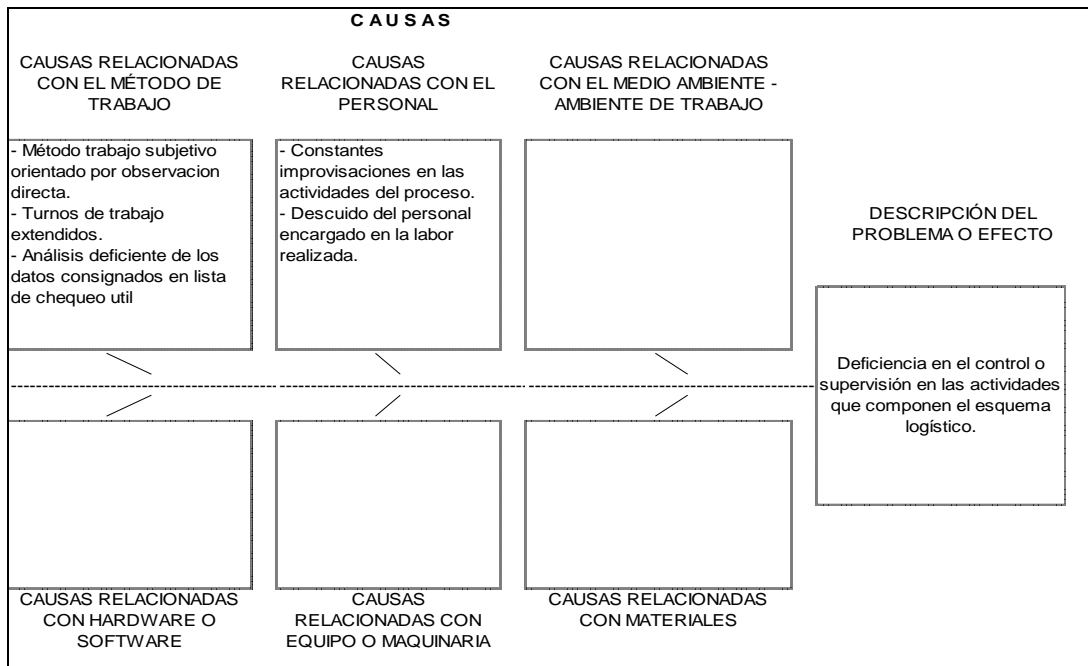 C A U S A S
CAUSAS RELACIONADAS
CON EL MÉTODO DE
TRABAJO
CAUSAS
RELACIONADAS CON EL
PERSONAL
CAUSAS RELACIONADAS
CON EL MEDIO AMBIENTE -
AMBIENTE DE TRABAJO
- Método trabajo subjetivo
orientado por observacion
directa.
- Turnos de trabajo
extendidos.
- Análisis deficiente de los
datos consignados en lista
de chequeo util
- Constantes
improvisaciones en las
actividades del proceso.
- Descuido del personal
encargado en la labor
realizada.
DESCRIPCIÓN DEL
PROBLEMA O EFECTO
Deficiencia en el control o
supervisión en las actividades
que componen el esquema
logístico.
CAUSAS RELACIONADAS
CON HARDWARE O
SOFTWARE
CAUSAS
RELACIONADAS CON
EQUIPO O MAQUINARIA
CAUSAS RELACIONADAS
CON MATERIALES